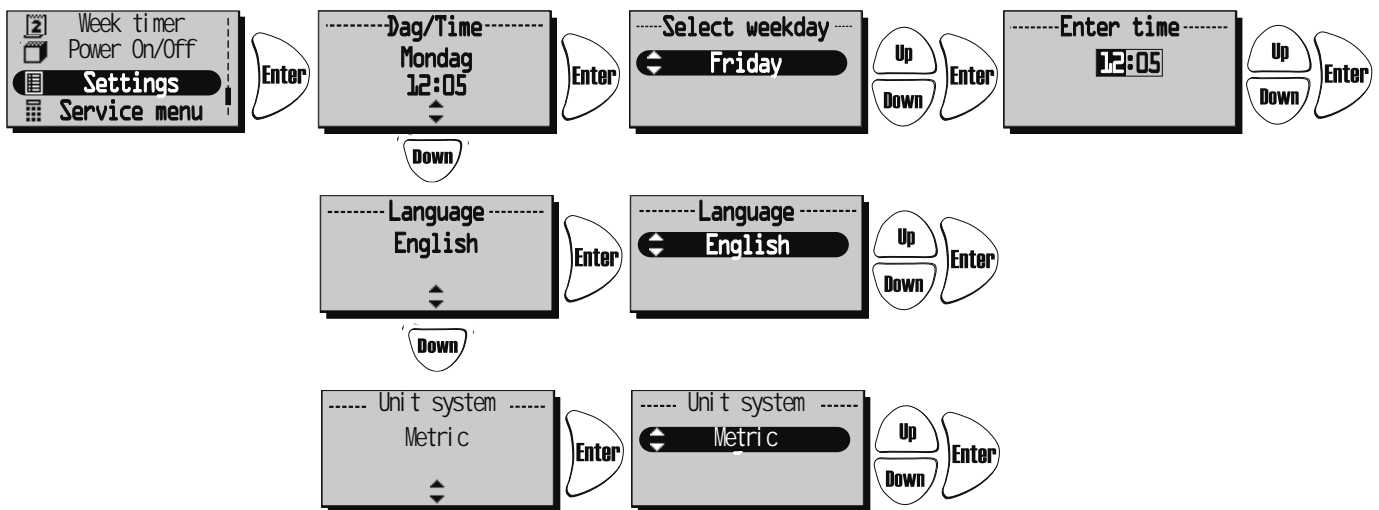 2
Week timer
Power On/Off
Settings
Service menu
Enter
Dag/Time
Mondag
12:05
Enter
Select weekday
Friday
Up
Down
Enter
Enter time
12:05
Up
Down
Enter
Down
Language
English
Enter
Language
English
Up
Down
Enter
Down
Unit system
Metric
Enter
Unit system
Metric
Up
Down
Enter